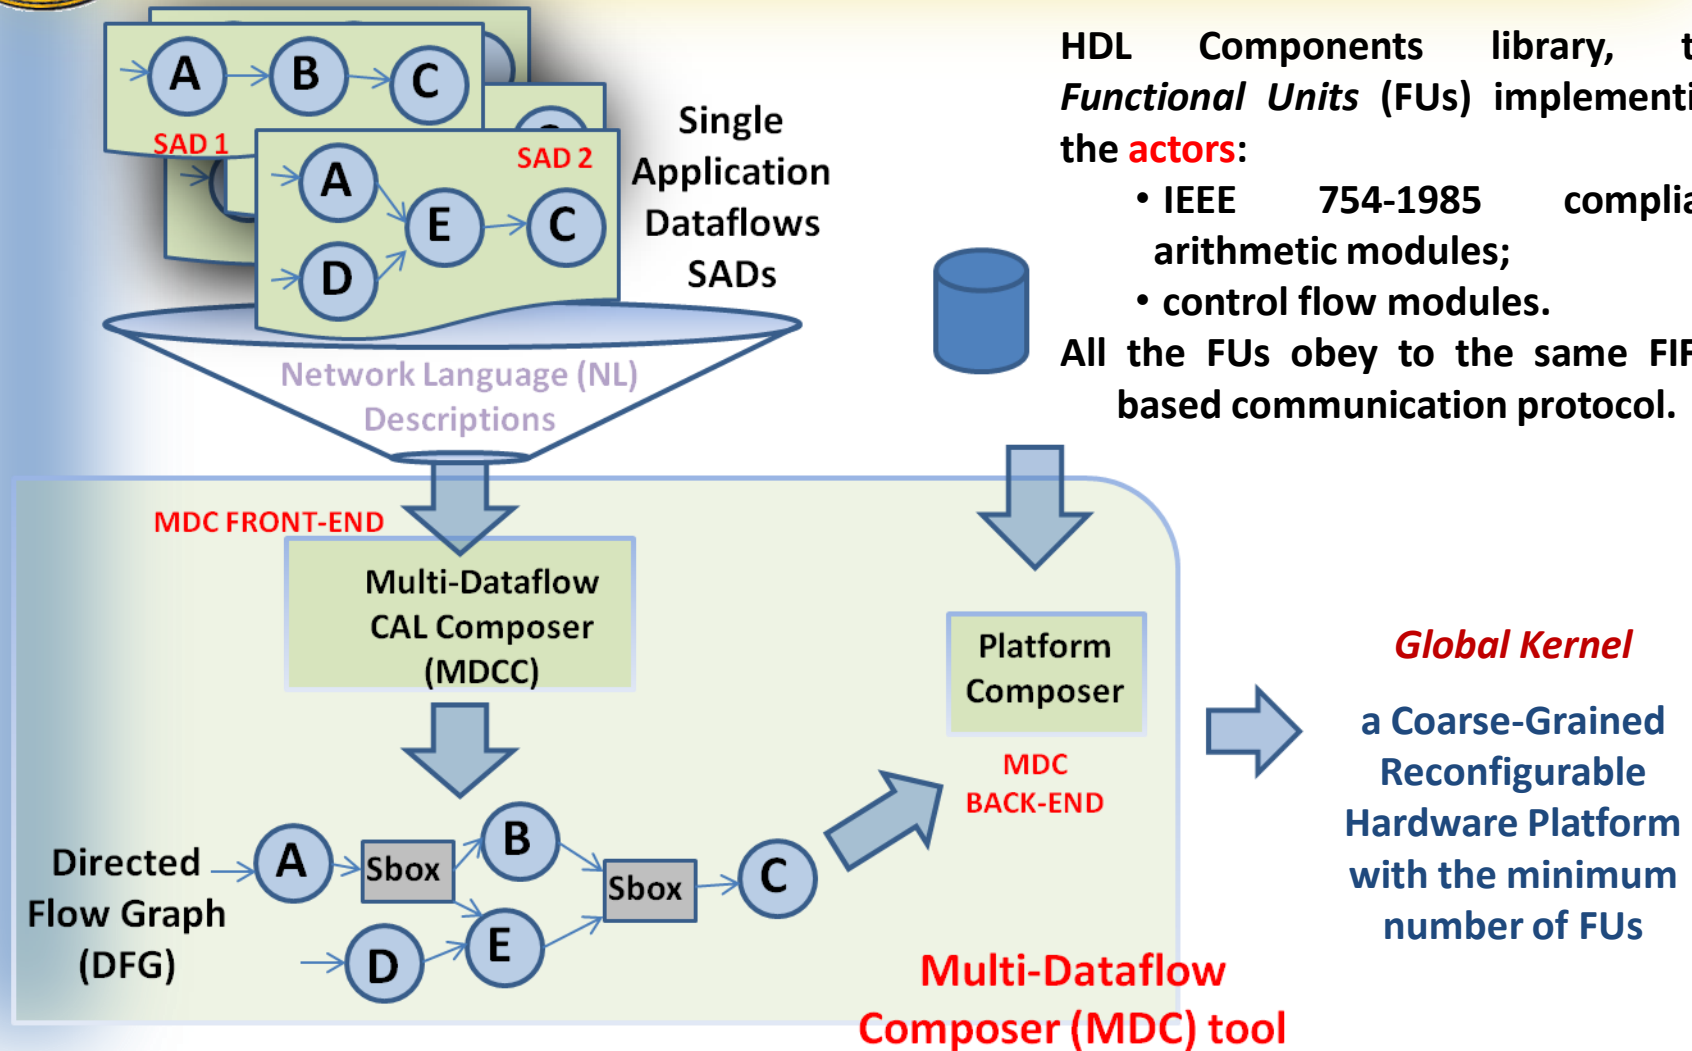 A B C
SAD 1
SAD 2
A
E
C
D
Single
Application
Dataflows
SADs
Network Language (NL)
Descriptions
HDL Components library,
Functional Units (FUs)
the actors:
• IEEE 754-1985
arithmetic modules;
• control flow modules.
All the FUs obey to the same
based communication protocol.
MDC FRONT-END
Multi-Dataflow
CAL Composer
(MDCC)
Platform
Composer
MDC
BACK-END
Global Kernel
a Coarse-Grained
Reconfigurable
Hardware Platform
with the minimum
number of FUs
Directed
Flow Graph
(DFG)
A
Sbox
B
Sbox
C
D
E
Multi-Dataflow
Composer (MDC) tool